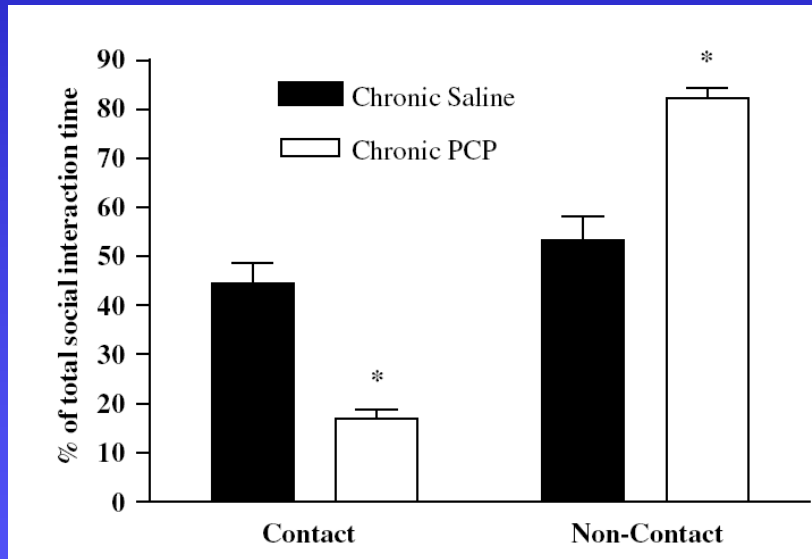 % of total social interaction time
90
80
70
60
50
40
30
20
10
0
Chronic Saline
Chronic PCP
*
*
Contact
Non-Contact